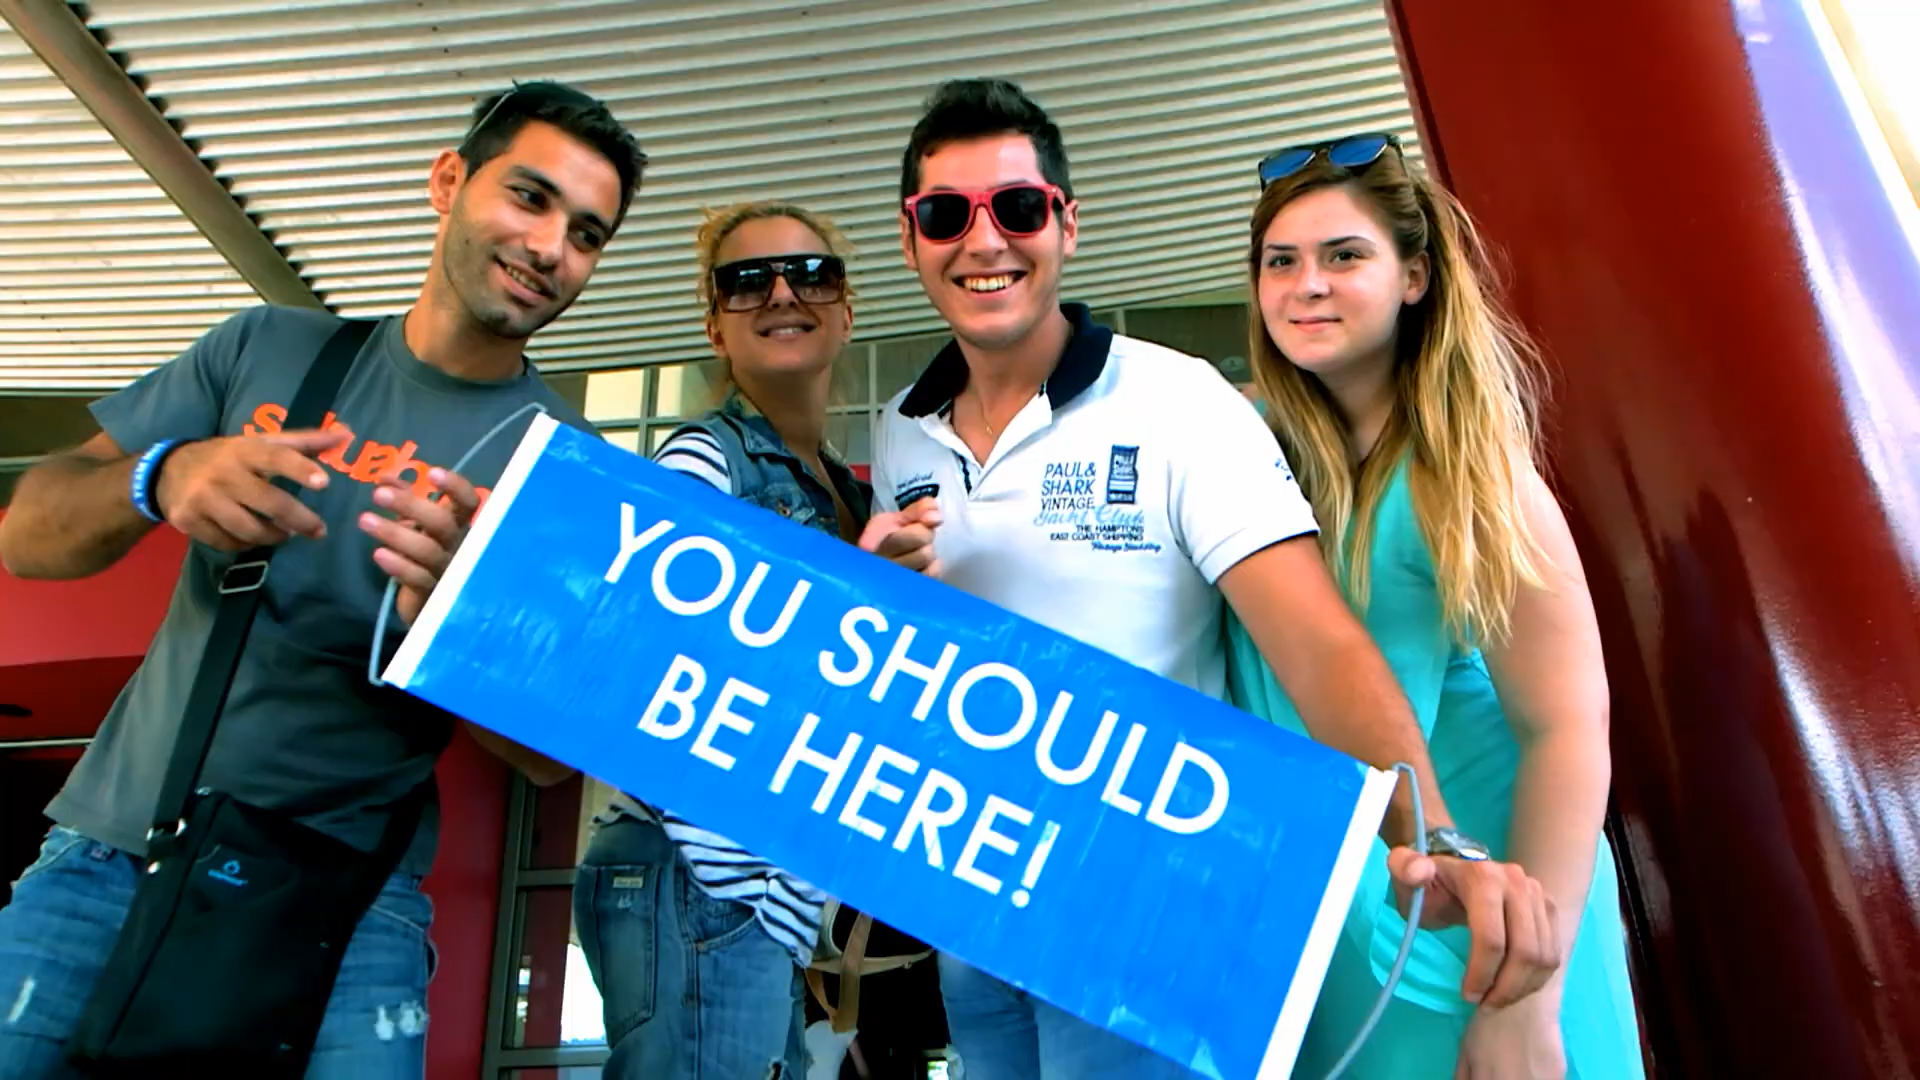 YOU SHOULD
BE HERE!
PAUL&
SHARK
VINTAGE
Yacht Club
THE HAMPTONS
EAST COAST SHIPPING